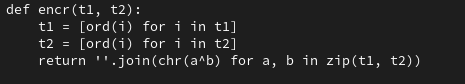 def encr(t1, t2):
    t1 = [ord(i) for i in t1]
    t2 = [ord(i) for i in t2]
    return ''.join(chr(a^b) for a, b in zip(t1, t2))